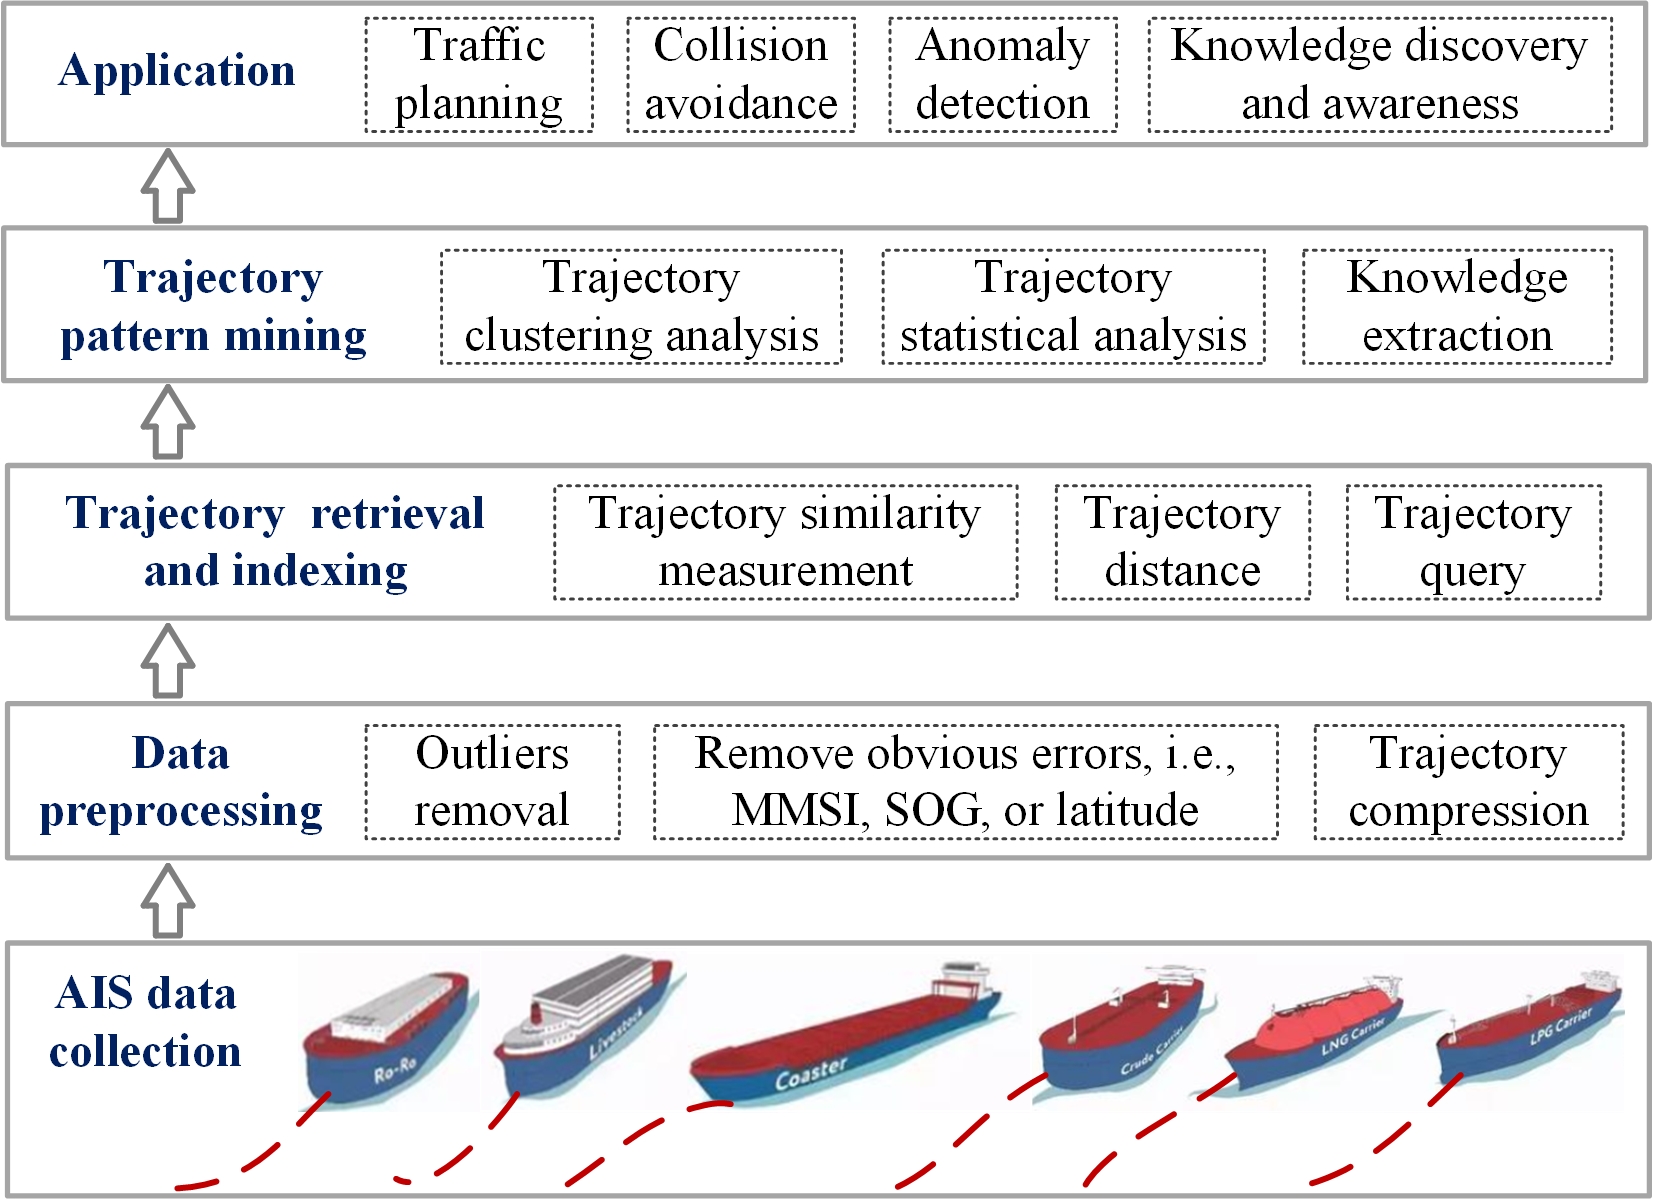 Application
Traffic
planning
Collision
avoidance
Anomaly
detection
Knowledge discovery
and awareness
Trajectory
pattern mining
Trajectory
clustering analysis
Trajectory
statistical analysis
Knowledge
extraction
Trajectory retrieval
and indexing
Trajectory similarity
measurement
Trajectory
distance
Trajectory
query
Data
preprocessing
Outliers
removal
Remove obvious errors, i.e.,
MMSI, SOG, or latitude
Trajectory
compression
AIS data
collection
Ro-Ro
Livestock
Coaster
Crude Carrier
LNG Carrier
LPG Carrier